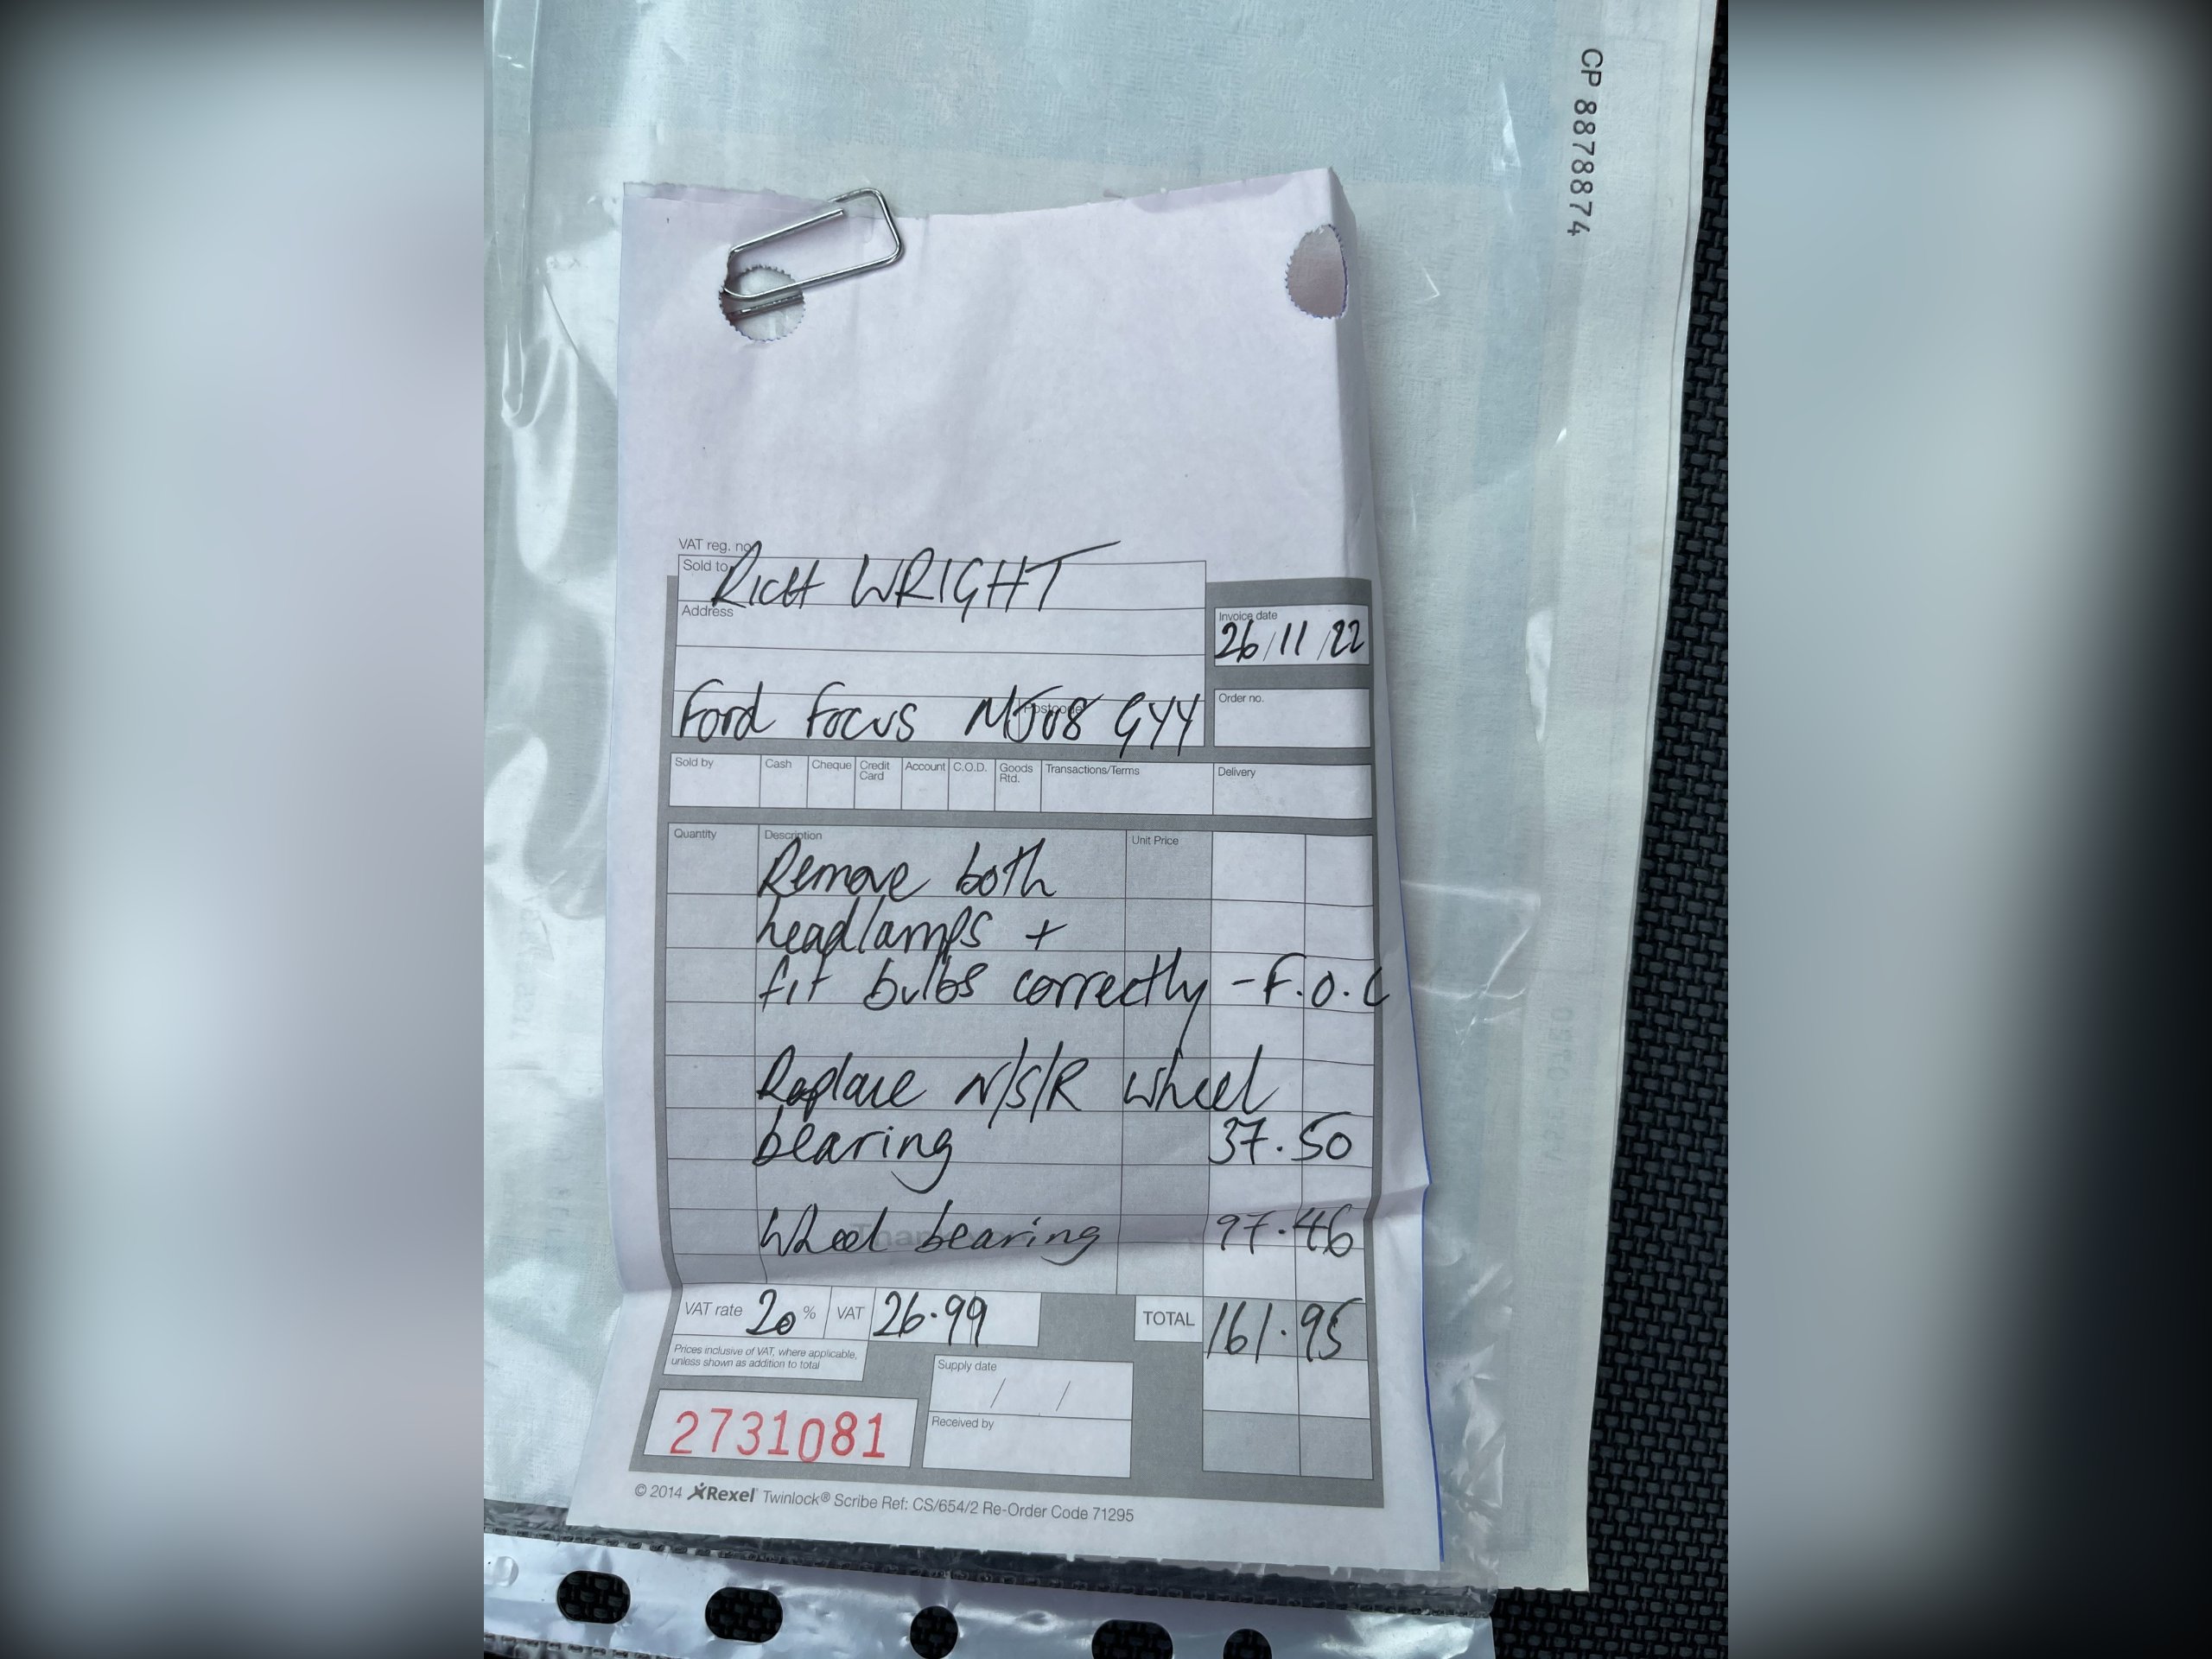 CP 8878874
VAT reg. no
Sold to RICH WRIGHT
Address
Invoice date
26/11/22
Ford Focus MJ08 GYY
Postcode
Order no.
Sold by Cash Cheque Credit Card Account C.O.D. Goods Rtd. Transactions/Terms Delivery
Quantity Description Unit Price
Remove both
headlamps +
fit bulbs correctly - F.O.C
Replace N/S/R wheel
bearing 37.50
Wheel bearing 97.46
VAT rate 20 % VAT 26.99 TOTAL 161.95
Prices inclusive of VAT, where applicable,
unless shown as addition to total
Supply date
/ /
Received by
2731081
© 2014 Rexel Twinlock® Scribe Ref: CS/654/2 Re-Order Code 71295